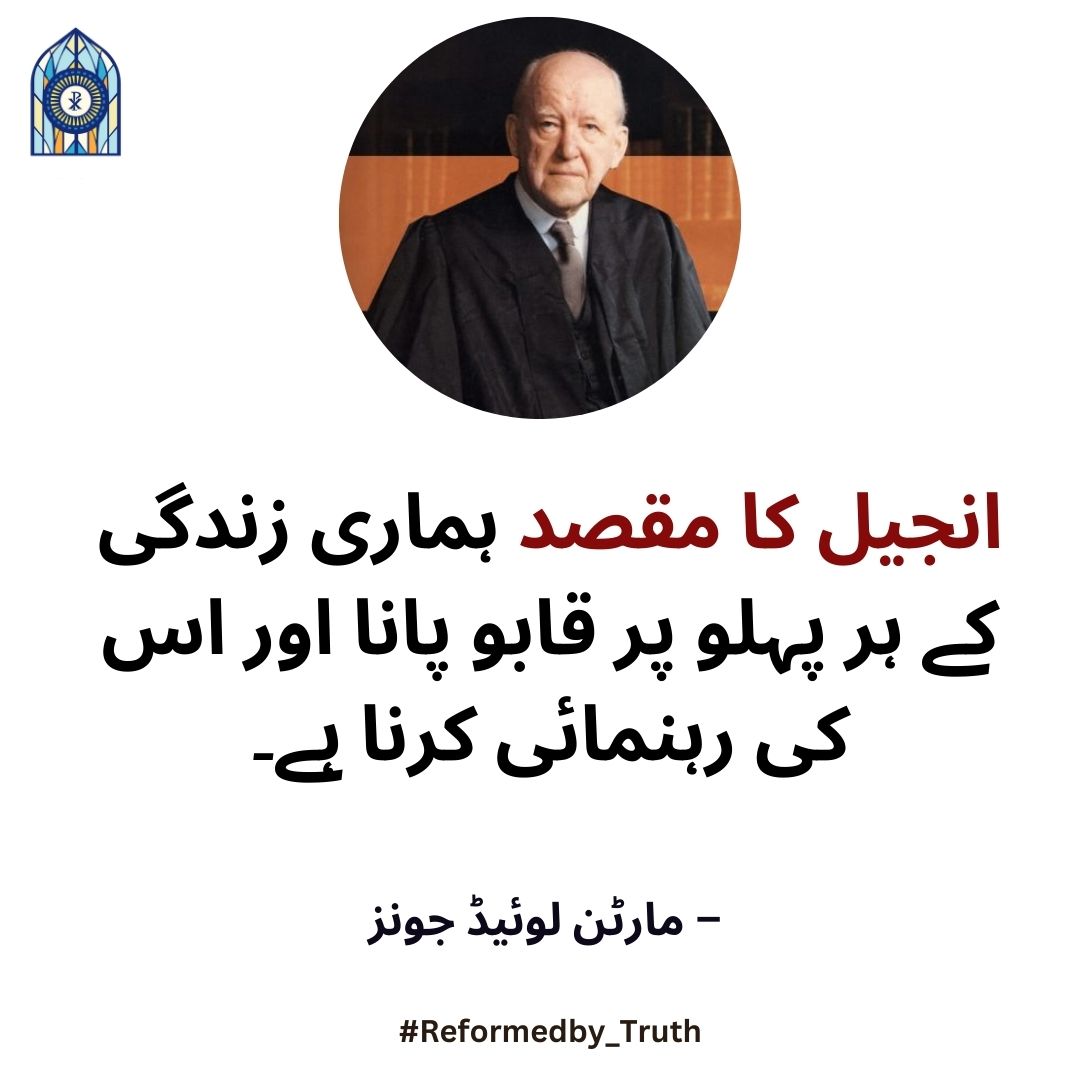 انجیل کا مقصد ہماری زندگی
کے ہر پہلو پر قابو پانا اور اس
کی رہنمائی کرنا ہے۔
– مارٹن لوئیڈ جونز
#Reformedby_Truth